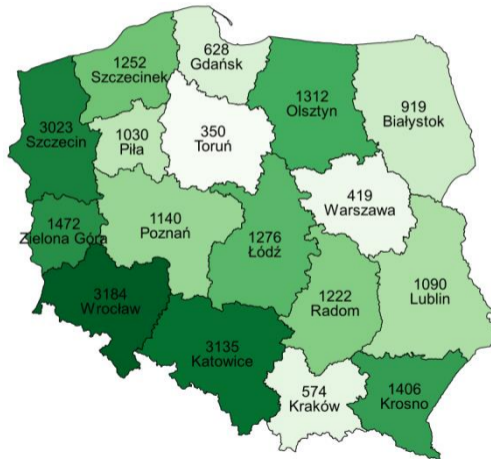 628
Gdańsk
1252
Szczecinek
1312
Olsztyn
919
Białystok
3023
Szczecin
1030
Piła
350
Toruń
419
Warszawa
1472
Zielona Góra
1140
Poznań
1276
Łódź
1090
Lublin
3184
Wrocław
1222
Radom
3135
Katowice
574
Kraków
1406
Krosno